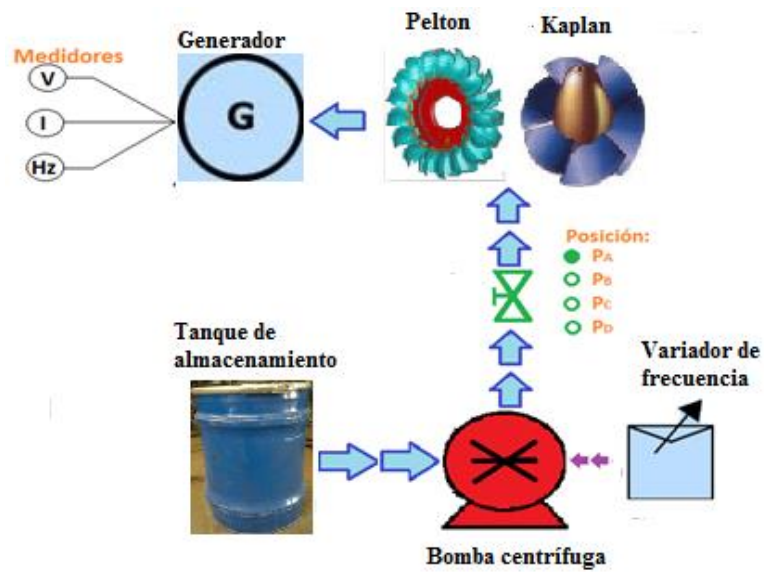 Pelton
Kaplan
Generador
Medidores
V
I
Hz
G
Posición:
PA
PB
PC
PD
Tanque de
almacenamiento
Variador de
frecuencia
Bomba centrífuga